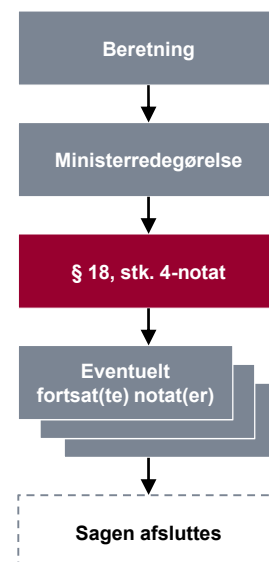 Beretning
Ministerredegørelse
§ 18, stk. 4-notat
Eventuelt
fortsat(te) notat(er)
Sagen afsluttes